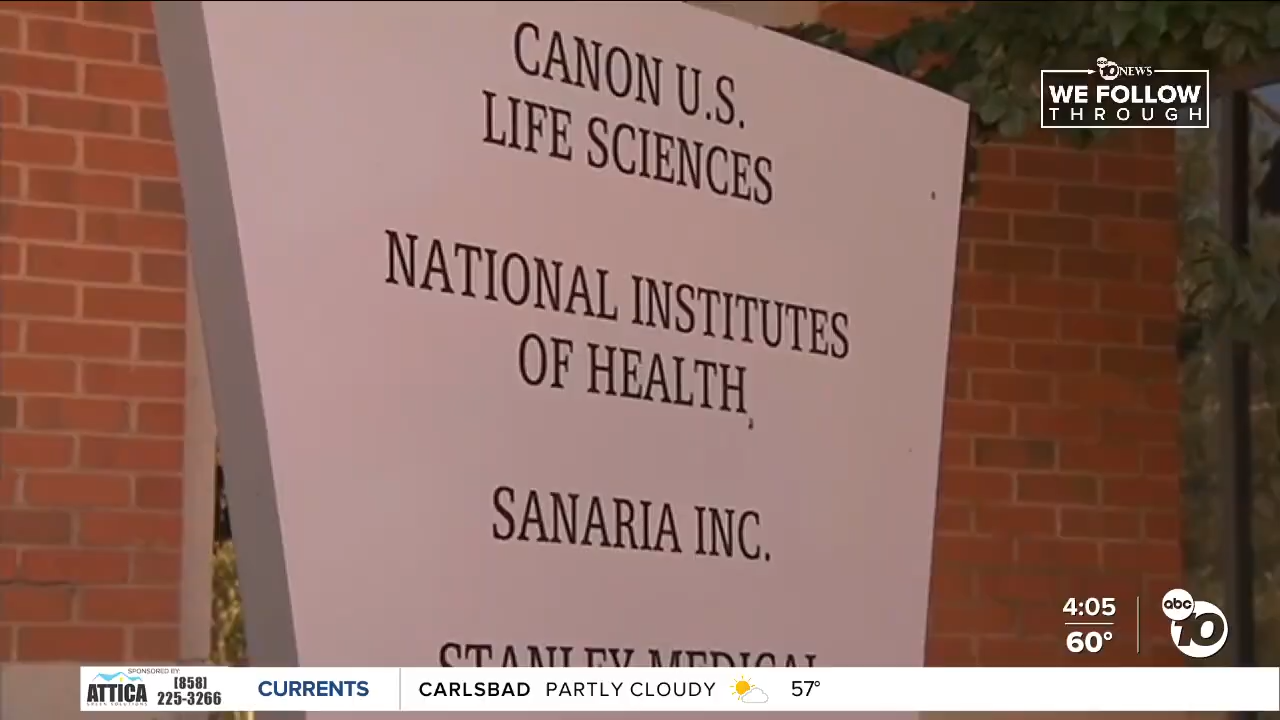 CANON U.S.
LIFE SCIENCES
NATIONAL INSTITUTES
OF HEALTH
SANARIA INC.
STANLEY MEDICAL
abc 10 NEWS
WE FOLLOW
THROUGH
4:05
60°
abc 10
SPONSORED BY:
ATTICA
(858)
225-3266
CURRENTS
CARLSBAD PARTLY CLOUDY 57°